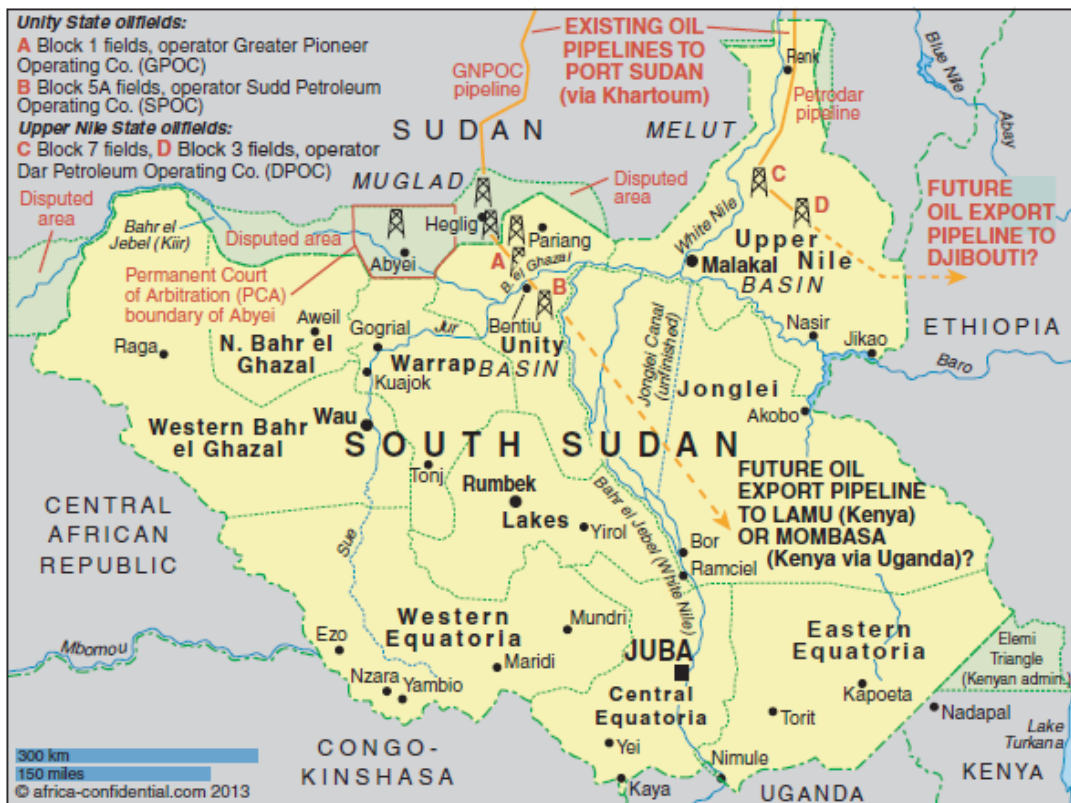 Unity State oilfields:
A Block 1 fields, operator Greater Pioneer
Operating Co. (GPOC)
B Block 5A fields, operator Sudd Petroleum
Operating Co. (SPOC)
Upper Nile State oilfields:
C Block 7 fields, D Block 3 fields, operator
Dar Petroleum Operating Co. (DPOC)
EXISTING OIL
PIPELINES TO
PORT SUDAN
(via Khartoum)
GNPOC
pipeline
Renk
Petrodar
pipeline
Blue Nile
Abay
SUDAN
MELUT
MUGLAD
Disputed
area
Disputed
area
Disputed area
Bahr el
Jebel (Kiir)
Heglig
Pariang
Abyei
A
B. el Ghazal
B
C
D
White Nile
Upper
Nile
Malakal
BASIN
FUTURE
OIL EXPORT
PIPELINE TO
DJIBOUTI?
Permanent Court
of Arbitration (PCA)
boundary of Abyei
Aweil
Raga
N. Bahr el
Ghazal
Gogrial
Jur
Bentiu
Unity
Warrap
BASIN
Kuajok
Jonglei Canal
(unfinished)
Nasir
Jikao
ETHIOPIA
Baro
Jonglei
Akobo
Western Bahr
el Ghazal
Wau
SOUTH SUDAN
Tonj
Rumbek
Lakes
Yirol
CENTRAL
AFRICAN
REPUBLIC
Sue
Bahr el Jebel (White Nile)
FUTURE OIL
EXPORT PIPELINE
TO LAMU (Kenya)
OR MOMBASA
(Kenya via Uganda)?
Bor
Ramciel
Mbomou
Ezo
Western
Equatoria
Mundri
Maridi
Nzara
Yambio
JUBA
Central
Equatoria
Eastern
Equatoria
Kapoeta
Torit
Elemi
Triangle
(Kenyan admin.)
Nadapal
Lake
Turkana
Yei
Nimule
Kaya
CONGO-
KINSHASA
UGANDA
KENYA
300 km
150 miles
© africa-confidential.com 2013